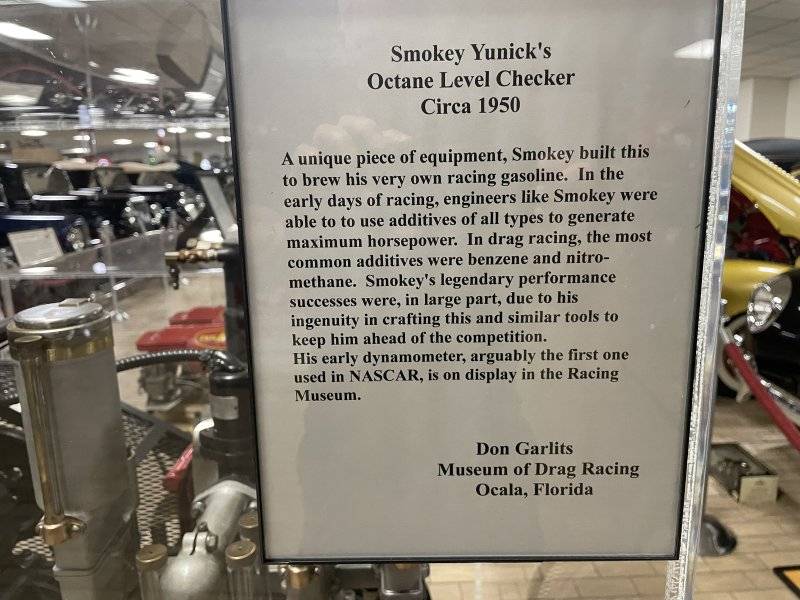 Smokey Yunick's
Octane Level Checker
Circa 1950
A unique piece of equipment, Smokey built this
to brew his very own racing gasoline. In the
early days of racing, engineers like Smokey were
able to to use additives of all types to generate
maximum horsepower. In drag racing, the most
common additives were benzene and nitro-
methane. Smokey's legendary performance
successes were, in large part, due to his
ingenuity in crafting this and similar tools to
keep him ahead of the competition.
His early dynamometer, arguably the first one
used in NASCAR, is on display in the Racing
Museum.
Don Garlits
Museum of Drag Racing
Ocala, Florida